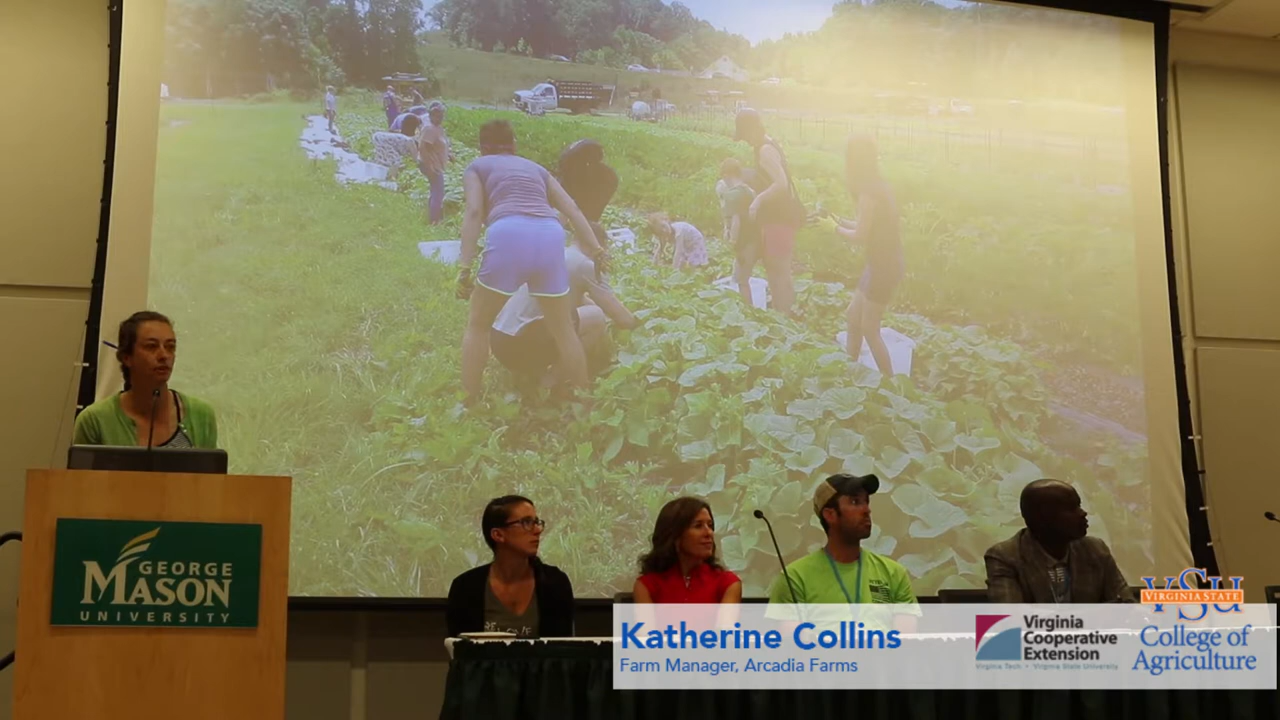 GEORGE
MASON
UNIVERSITY
Katherine Collins
Farm Manager, Arcadia Farms
Virginia
Cooperative
Extension
Virginia Tech • Virginia State University
VSU
VIRGINIA STATE
College of
Agriculture